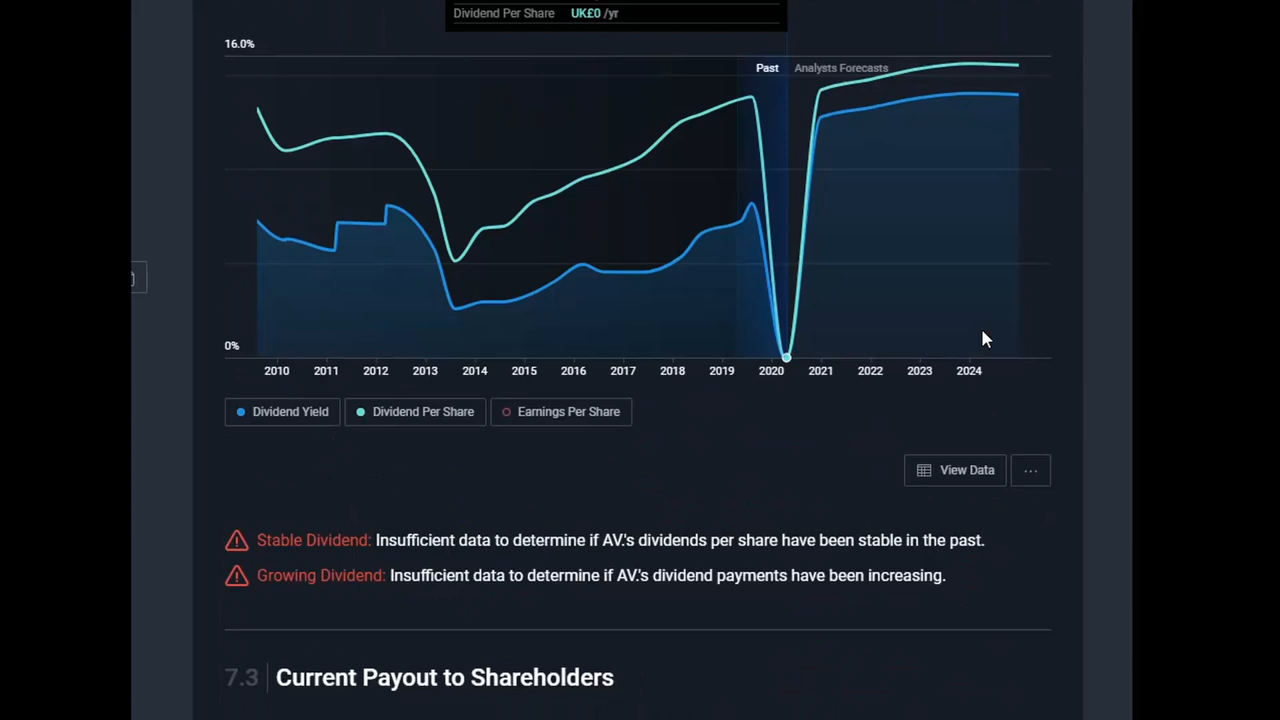 Dividend Per Share UK£0 /yr
16.0%
Past Analysts Forecasts
0%
2010 2011 2012 2013 2014 2015 2016 2017 2018 2019 2020 2021 2022 2023 2024
Dividend Yield Dividend Per Share Earnings Per Share
View Data ...
Stable Dividend: Insufficient data to determine if AV.'s dividends per share have been stable in the past.
Growing Dividend: Insufficient data to determine if AV.'s dividend payments have been increasing.
7.3 Current Payout to Shareholders